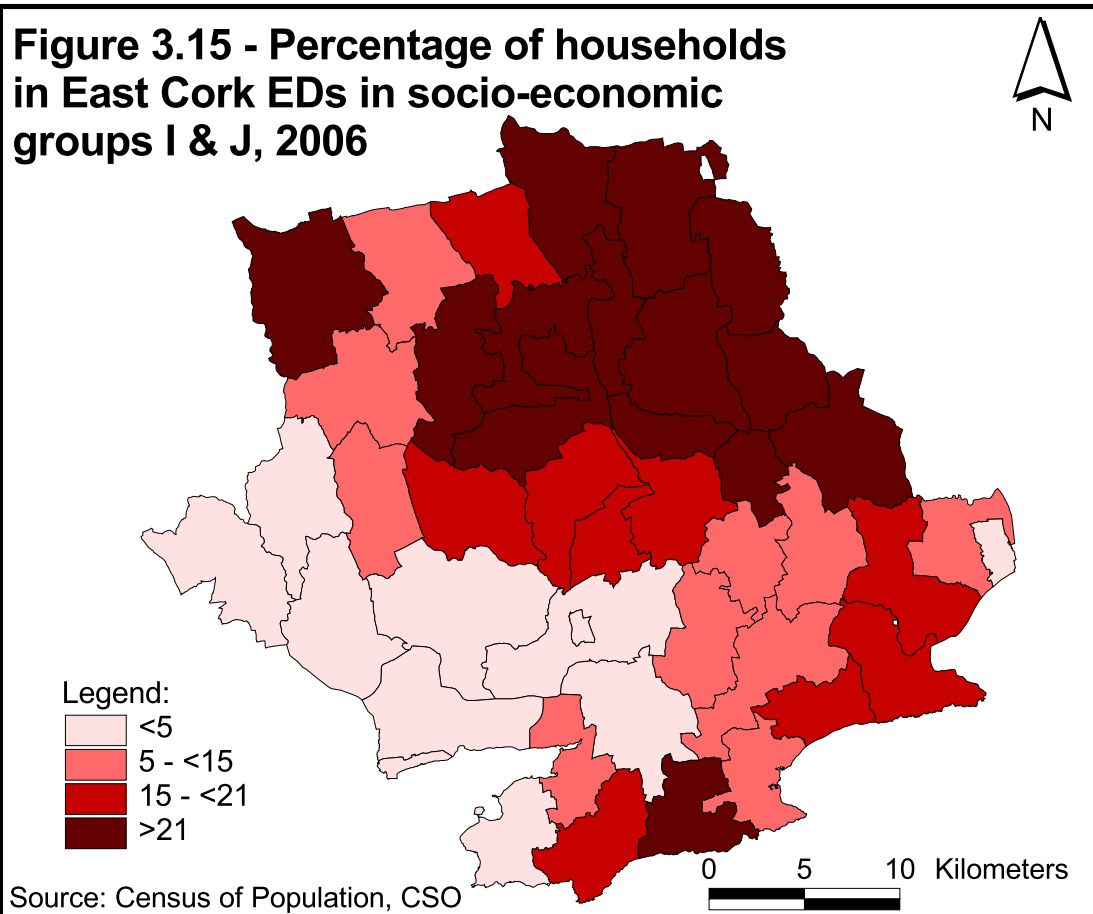 Figure 3.15 - Percentage of households
in East Cork EDs in socio-economic
groups I & J, 2006
N
Legend:
<5
5 - <15
15 - <21
>21
0 5 10 Kilometers
Source: Census of Population, CSO